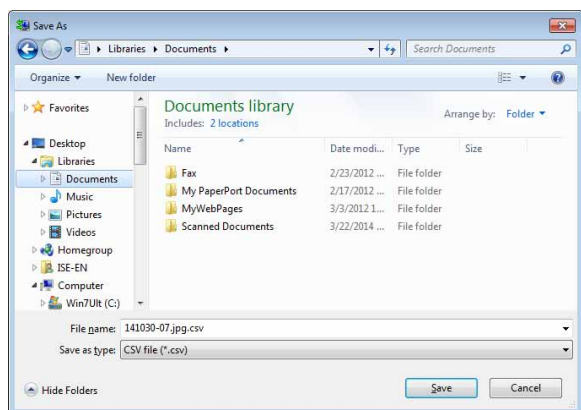 Save As
Libraries Documents Search Documents
Organize New folder
Favorites
Desktop
Libraries
Documents
Music
Pictures
Videos
Homegroup
ISE-EN
Computer
Win7Ult (C:)
Documents library
Includes: 2 locations
Arrange by: Folder
Name Date modi... Type Size
Fax 2/23/2012 ... File folder
My PaperPort Documents 2/17/2012 ... File folder
MyWebPages 3/3/2012 1... File folder
Scanned Documents 3/22/2014 ... File folder
File name: 141030-07.jpg.csv
Save as type: CSV file (*.csv)
Hide Folders Save Cancel